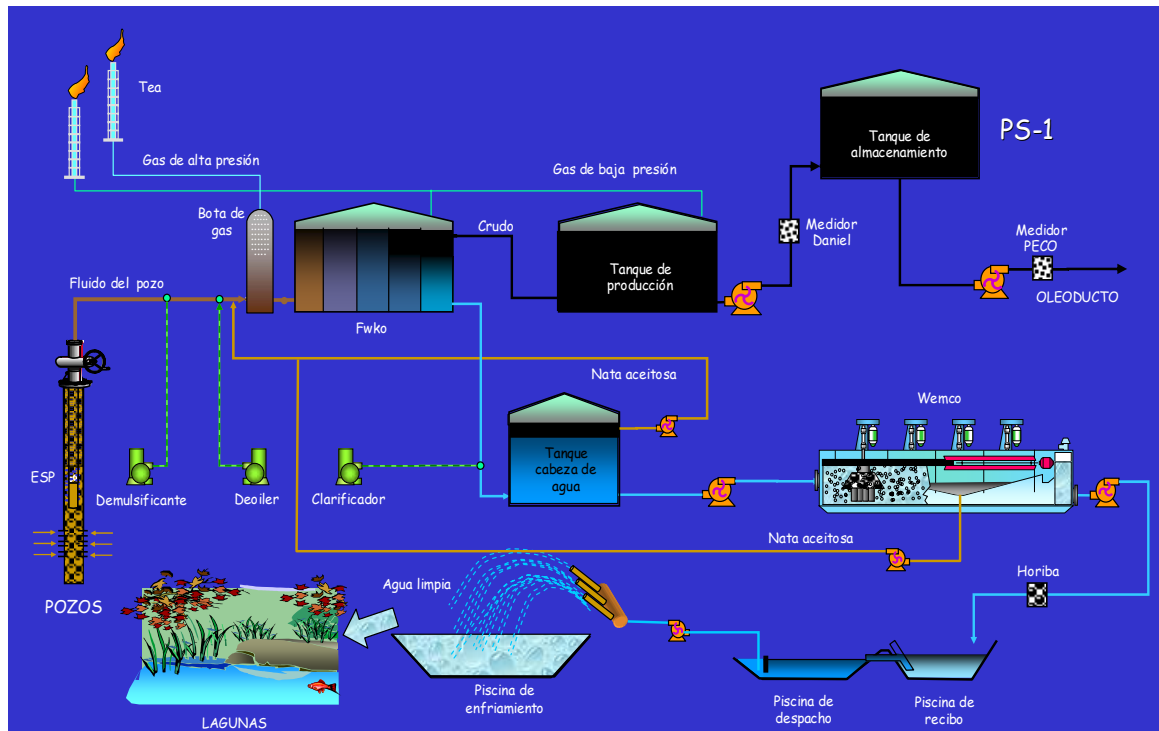 Tea
Gas de alta presión
Gas de baja presión
Tanque de
almacenamiento
PS-1
Bota de
gas
Crudo
Medidor
Daniel
Medidor
PECO
Tanque de
producción
Fluido del pozo
OLEODUCTO
Fwko
Nata aceitosa
Wemco
Tanque
cabeza de
agua
ESP
Demulsificante
Deoiler
Clarificador
Nata aceitosa
Horiba
Agua limpia
POZOS
Piscina de
enfriamiento
Piscina de
despacho
Piscina de
recibo
LAGUNAS